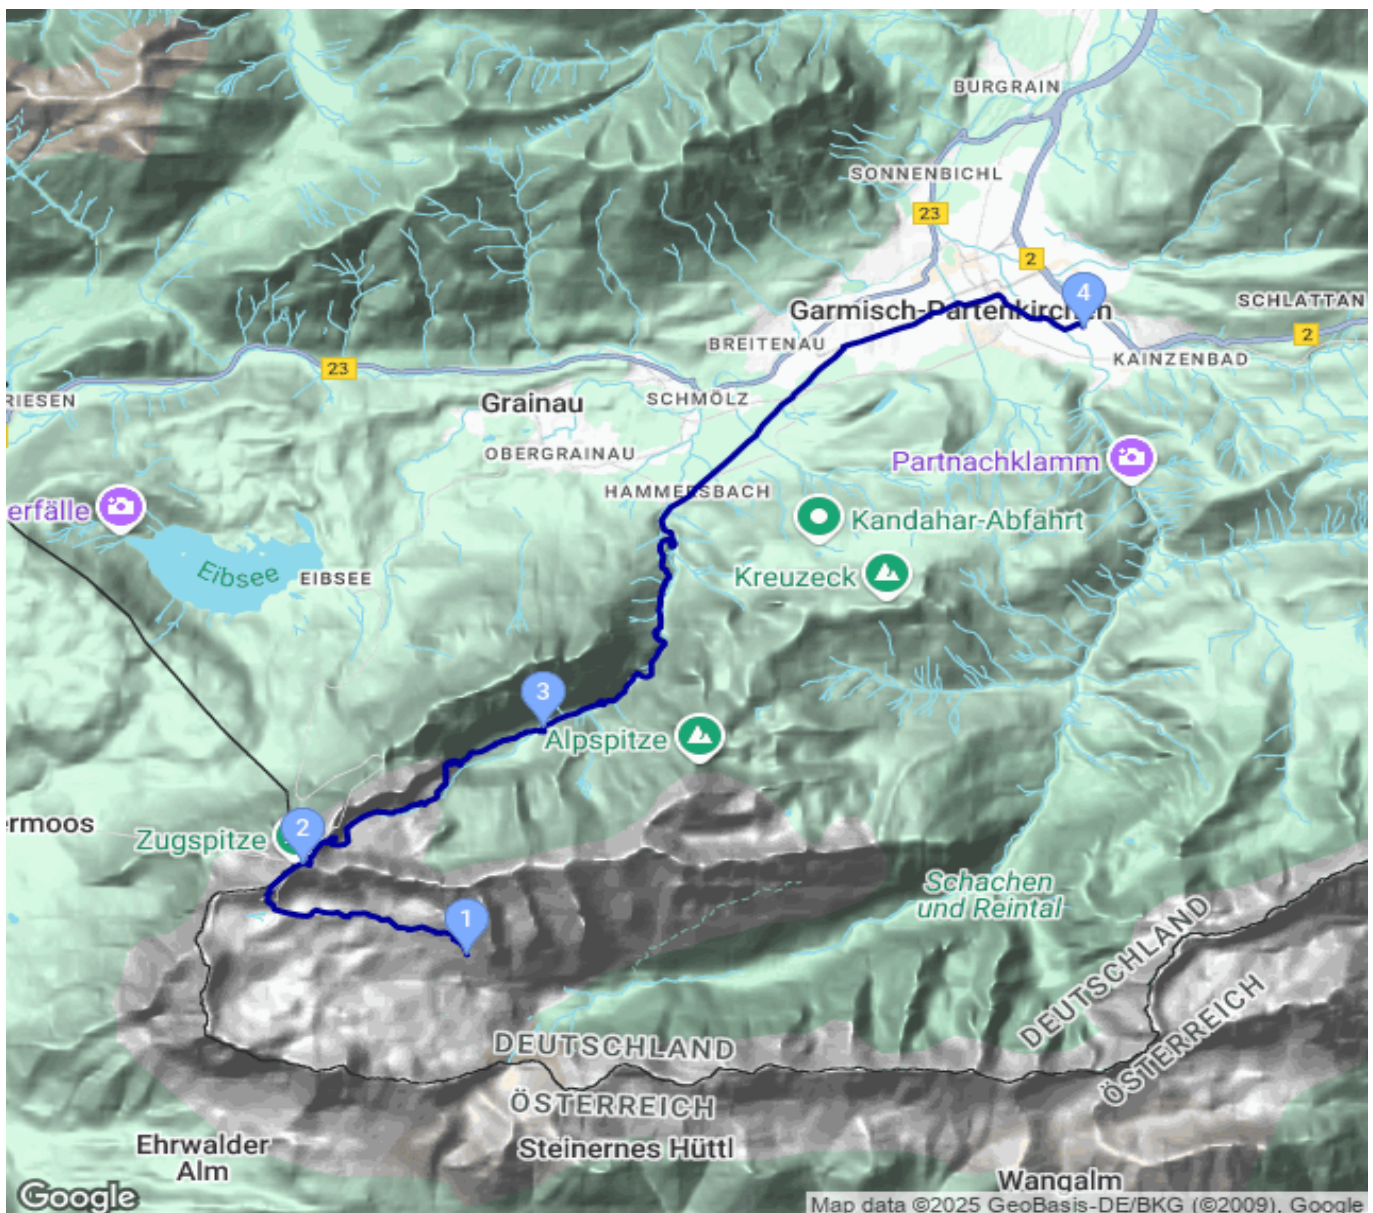 BURGRAIN
SONNENBICHL
23
2
4
SCHLATTAN
Garmisch-Partenkirchen
2
BREITENAU
KAINZENBAD
23
RIESEN
Grainau
SCHMÖLZ
OBERGRAINAU
Partnachklamm
HAMMERSBACH
erfälle
Kandahar-Abfahrt
Eibsee
EIBSEE
Kreuzeck
3
Alpspitze
ermoos
2
Zugspitze
Schachen
und Reintal
1
DEUTSCHLAND
ÖSTERREICH
DEUTSCHLAND
ÖSTERREICH
Ehrwalder
Alm
Steinernes Hüttl
Wangalm
Google
Map data ©2025 GeoBasis-DE/BKG (©2009), Google